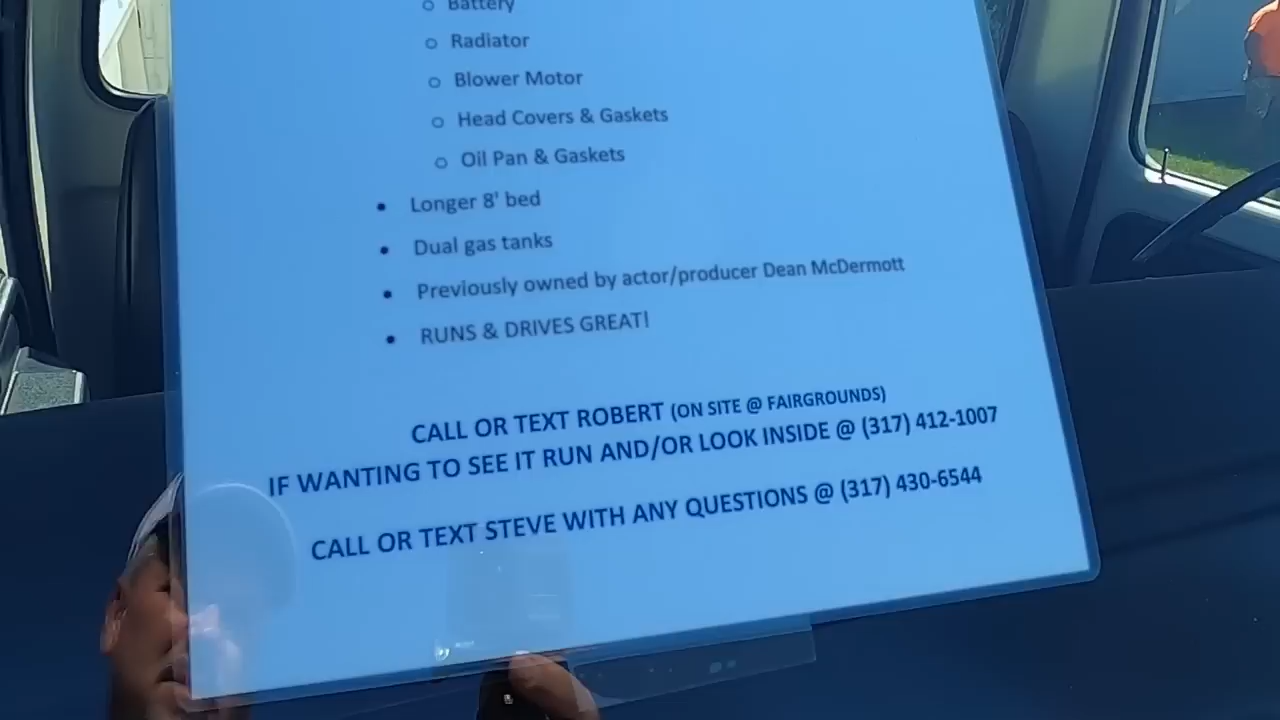 Battery
Radiator
Blower Motor
Head Covers & Gaskets
Oil Pan & Gaskets
Longer 8' bed
Dual gas tanks
Previously owned by actor/producer Dean McDermott
RUNS & DRIVES GREAT!
CALL OR TEXT ROBERT (ON SITE @ FAIRGROUNDS)
IF WANTING TO SEE IT RUN AND/OR LOOK INSIDE @ (317) 412-1007
CALL OR TEXT STEVE WITH ANY QUESTIONS @ (317) 430-6544